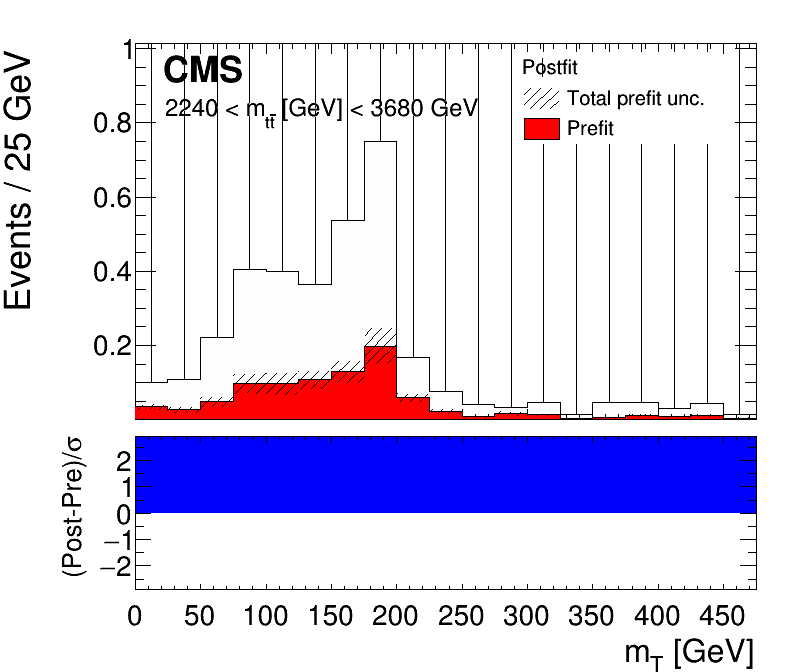 CMS
2240 < m_tt̄ [GeV] < 3680 GeV
Postfit
Total prefit unc.
Prefit
Events / 25 GeV
1
0.8
0.6
0.4
0.2
(Post-Pre)/σ
2
1
0
−1
−2
0 50 100 150 200 250 300 350 400 450
m_T [GeV]